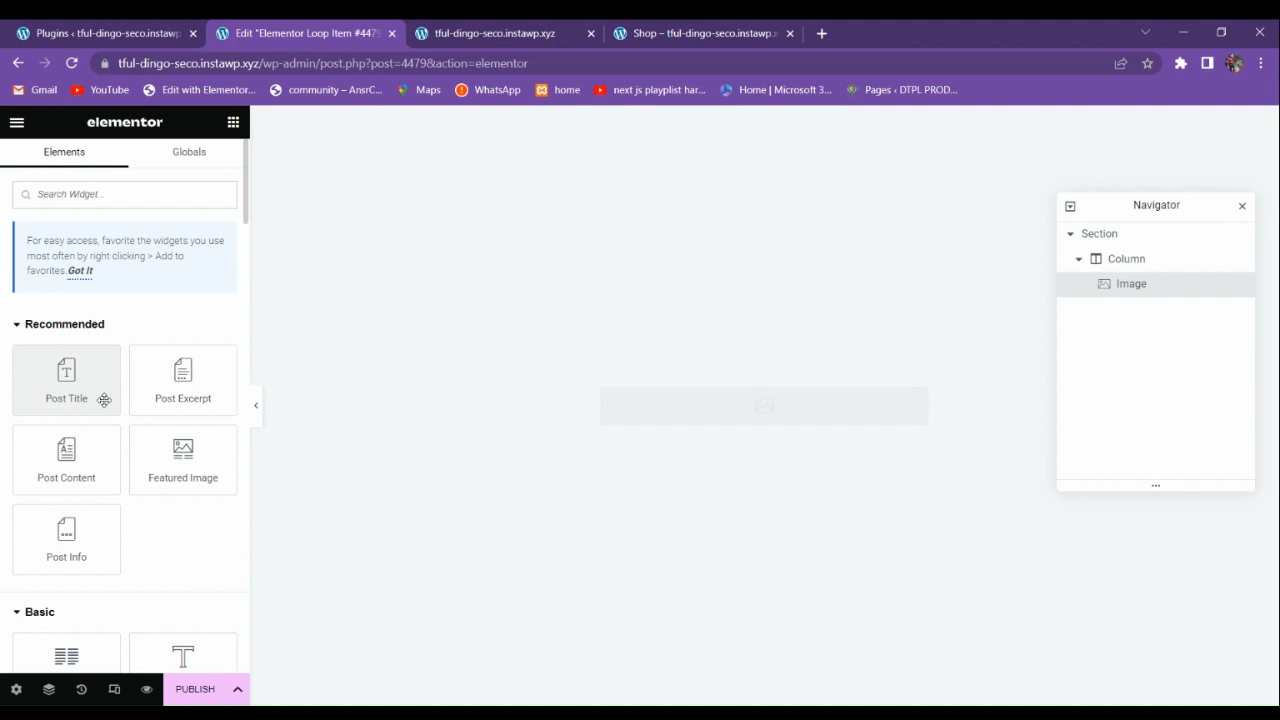 Plugins ‹ tful-dingo-seco.instawp
Edit "Elementor Loop Item #447
tful-dingo-seco.instawp.xyz
Shop – tful-dingo-seco.instawp.x
tful-dingo-seco.instawp.xyz/wp-admin/post.php?post=4479&action=elementor
Gmail
YouTube
Edit with Elementor...
community – AnsrC...
Maps
WhatsApp
home
next js playplist har...
Home | Microsoft 3...
Pages ‹ DTPL PROD...
elementor
Elements
Globals
Search Widget...
For easy access, favorite the widgets you use
most often by right clicking > Add to
favorites. Got It
Recommended
Post Title
Post Excerpt
Post Content
Featured Image
Post Info
Basic
PUBLISH
Navigator
Section
Column
Image